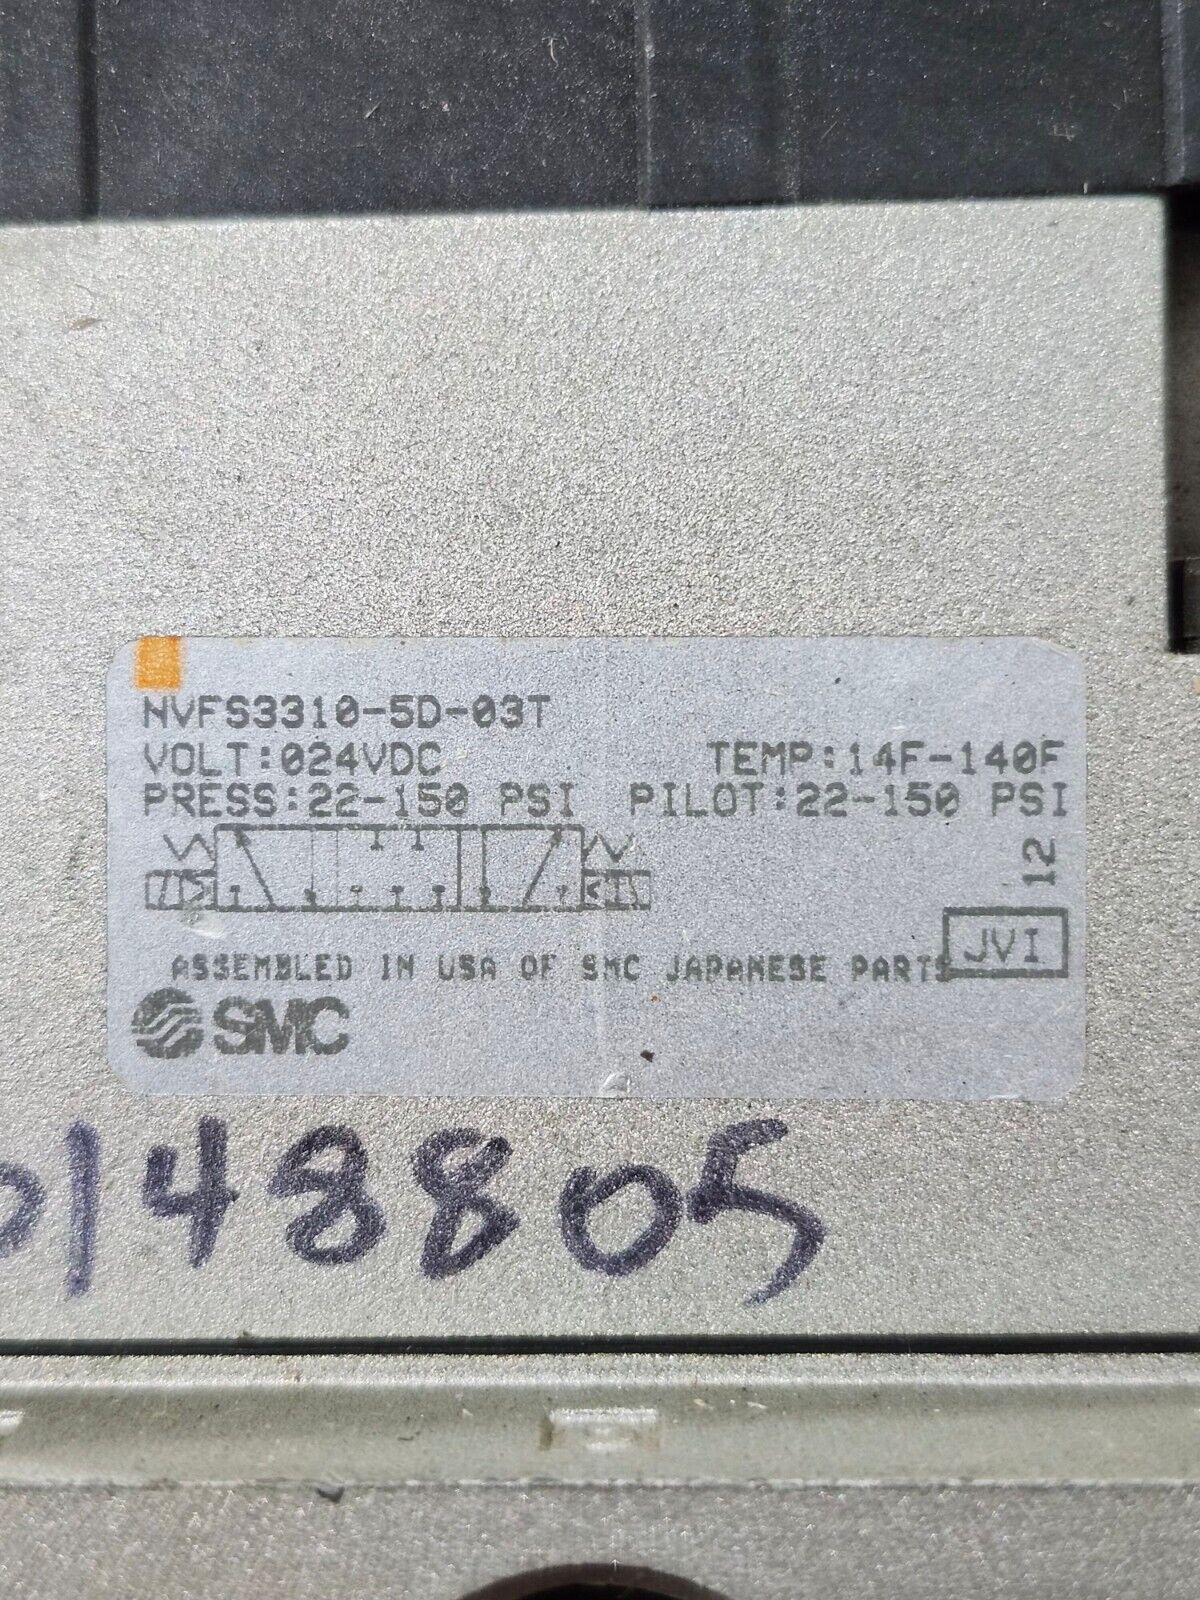 NVFS3310-5D-03T
VOLT:024VDC TEMP:14F-140F
PRESS:22-150 PSI PILOT:22-150 PSI
12
JVI
ASSEMBLED IN USA OF SMC JAPANESE PARTS
SMC
0148805